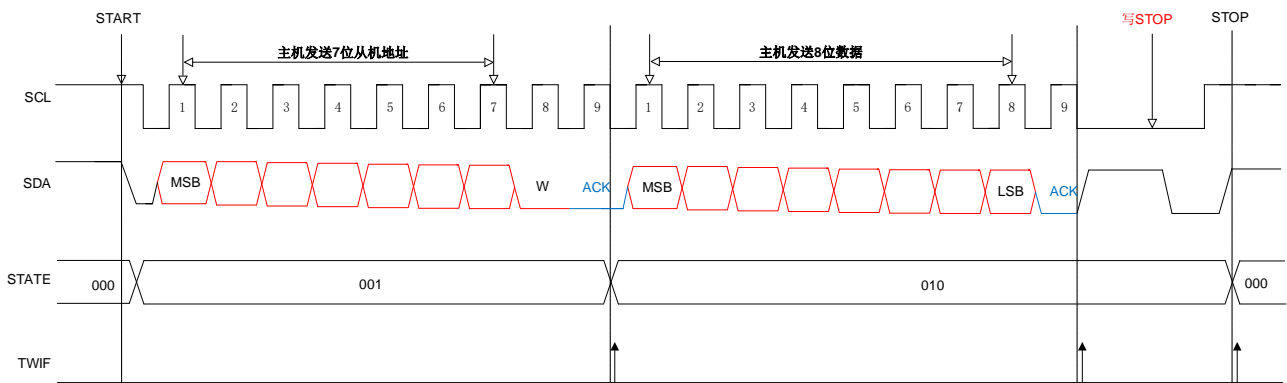 START 写STOP STOP
主机发送7位从机地址 主机发送8位数据
SCL 1 2 3 4 5 6 7 8 9 1 2 3 4 5 6 7 8 9
SDA MSB W ACK MSB LSB ACK
STATE 000 001 010 000
TWIF